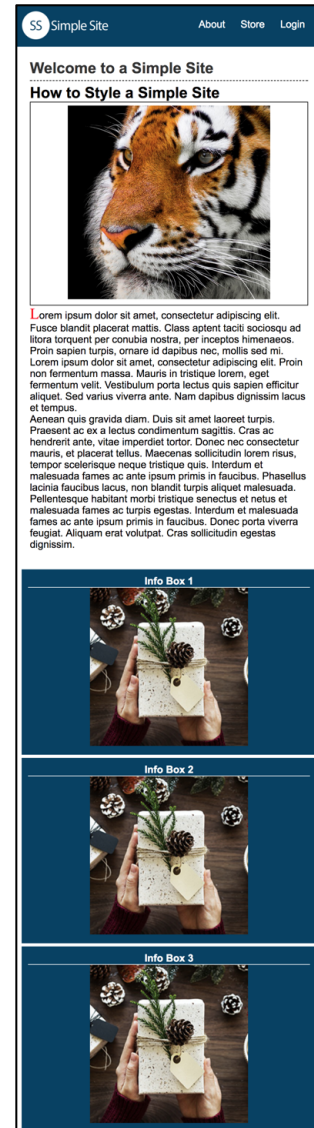 SS Simple Site
About Store Login
Welcome to a Simple Site
How to Style a Simple Site
Lorem ipsum dolor sit amet, consectetur adipiscing elit.
Fusce blandit placerat mattis. Class aptent taciti sociosqu ad
litora torquent per conubia nostra, per inceptos himenaeos.
Proin sapien turpis, ornare id dapibus nec, mollis sed mi.
Lorem ipsum dolor sit amet, consectetur adipiscing elit. Proin
non fermentum massa. Mauris in tristique lorem, eget
fermentum velit. Vestibulum porta lectus quis sapien efficitur
aliquet. Sed varius viverra ante. Nam dapibus dignissim lacus
et tempus.
Aenean quis gravida diam. Duis sit amet laoreet turpis.
Praesent ac ex a lectus condimentum sagittis. Cras ac
hendrerit ante, vitae imperdiet tortor. Donec nec consectetur
mauris, et placerat tellus. Maecenas sollicitudin lorem risus,
tempor scelerisque neque tristique quis. Interdum et
malesuada fames ac ante ipsum primis in faucibus. Phasellus
lacinia faucibus lacus, non blandit turpis aliquet malesuada.
Pellentesque habitant morbi tristique senectus et netus et
malesuada fames ac turpis egestas. Interdum et malesuada
fames ac ante ipsum primis in faucibus. Donec porta viverra
feugiat. Aliquam erat volutpat. Cras sollicitudin egestas
dignissim.
Info Box 1
Info Box 2
Info Box 3